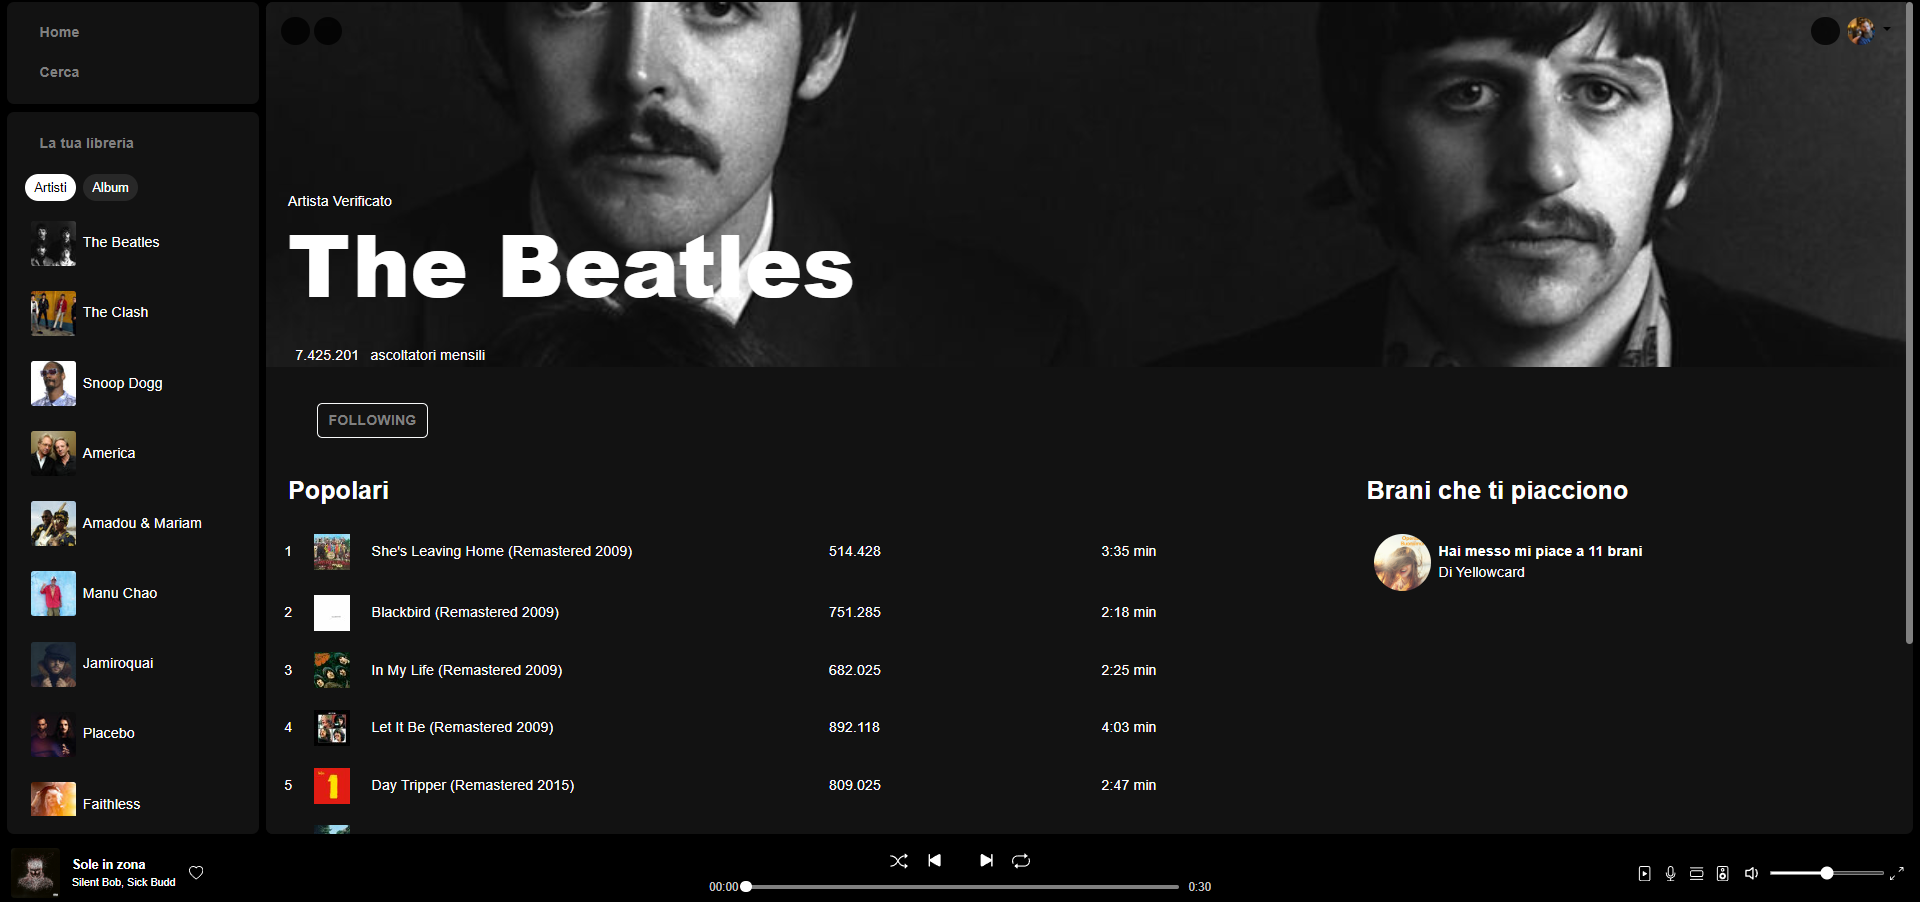 Home
Cerca
La tua libreria
Artisti
Album
The Beatles
The Clash
Snoop Dogg
America
Amadou & Mariam
Manu Chao
Jamiroquai
Placebo
Faithless
Artista Verificato
The Beatles
7.425.201 ascoltatori mensili
FOLLOWING
Popolari
1 She's Leaving Home (Remastered 2009) 514.428 3:35 min
2 Blackbird (Remastered 2009) 751.285 2:18 min
3 In My Life (Remastered 2009) 682.025 2:25 min
4 Let It Be (Remastered 2009) 892.118 4:03 min
5 Day Tripper (Remastered 2015) 809.025 2:47 min
Brani che ti piacciono
Hai messo mi piace a 11 brani
Di Yellowcard
Sole in zona
Silent Bob, Sick Budd
00:00
0:30